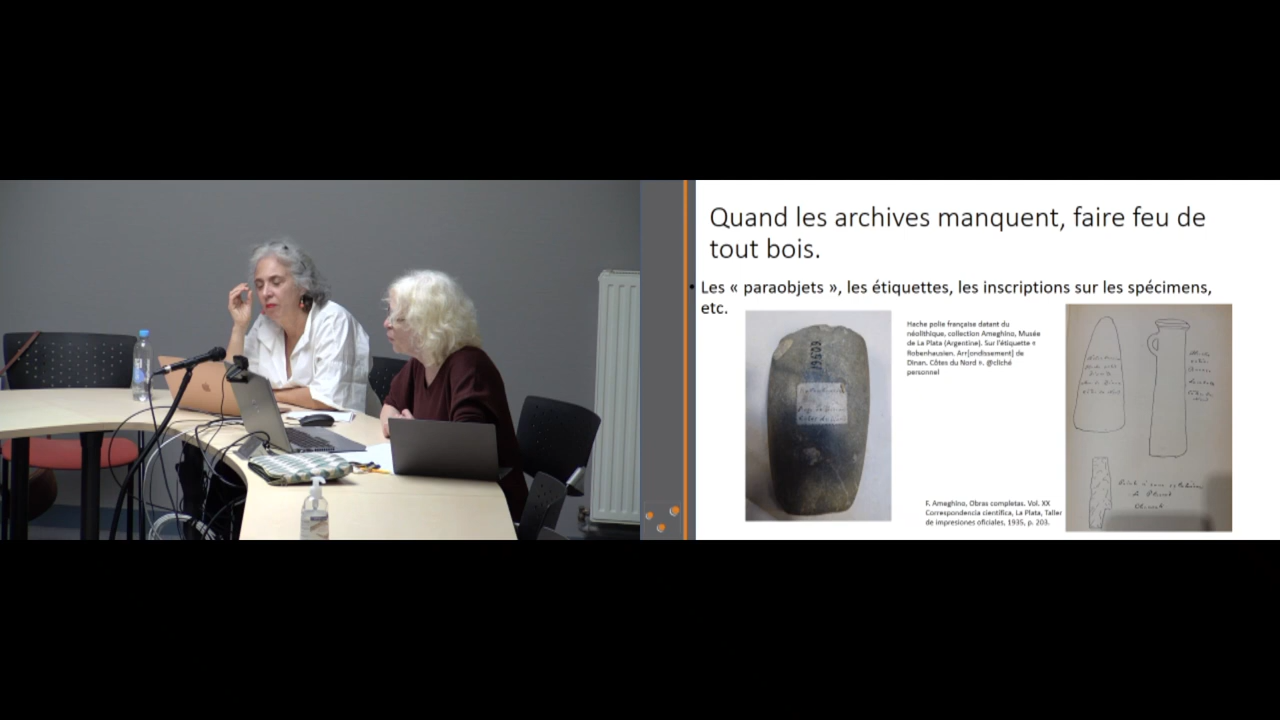 Quand les archives manquent, faire feu de
tout bois.
• Les « paraobjets », les étiquettes, les inscriptions sur les spécimens,
etc.
Hache polie française datant du
néolithique, collection Ameghino, Musée
de La Plata (Argentine). Sur l'étiquette «
Robenhausien. Arr[ondissement] de
Dinan. Côtes du Nord ». @cliché
personnel
F. Ameghino, Obras completas, Vol. XX
Correspondencia científica, La Plata, Taller
de impresiones oficiales, 1935, p. 203.